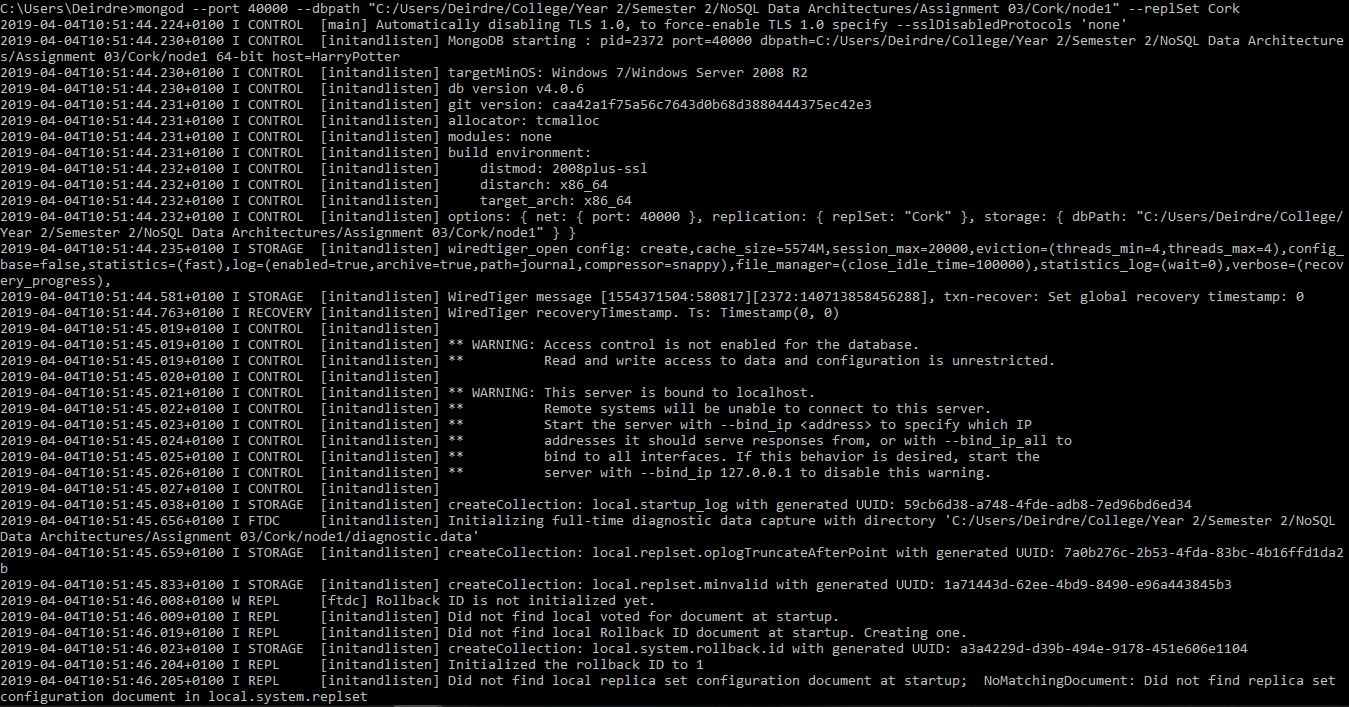 C:\Users\Deirdre>mongod --port 40000 --dbpath "C:/Users/Deirdre/College/Year 2/Semester 2/NoSQL Data Architectures/Assignment 03/Cork/node1" --replSet Cork
2019-04-04T10:51:44.224+0100 I CONTROL  [main] Automatically disabling TLS 1.0, to force-enable TLS 1.0 specify --sslDisabledProtocols 'none'
2019-04-04T10:51:44.230+0100 I CONTROL  [initandlisten] MongoDB starting : pid=2372 port=40000 dbpath=C:/Users/Deirdre/College/Year 2/Semester 2/NoSQL Data Architecture
s/Assignment 03/Cork/node1 64-bit host=HarryPotter
2019-04-04T10:51:44.230+0100 I CONTROL  [initandlisten] targetMinOS: Windows 7/Windows Server 2008 R2
2019-04-04T10:51:44.230+0100 I CONTROL  [initandlisten] db version v4.0.6
2019-04-04T10:51:44.231+0100 I CONTROL  [initandlisten] git version: caa42a1f75a56c7643d0b68d3880444375ec42e3
2019-04-04T10:51:44.231+0100 I CONTROL  [initandlisten] allocator: tcmalloc
2019-04-04T10:51:44.231+0100 I CONTROL  [initandlisten] modules: none
2019-04-04T10:51:44.231+0100 I CONTROL  [initandlisten] build environment:
2019-04-04T10:51:44.232+0100 I CONTROL  [initandlisten]     distmod: 2008plus-ssl
2019-04-04T10:51:44.232+0100 I CONTROL  [initandlisten]     distarch: x86_64
2019-04-04T10:51:44.232+0100 I CONTROL  [initandlisten]     target_arch: x86_64
2019-04-04T10:51:44.232+0100 I CONTROL  [initandlisten] options: { net: { port: 40000 }, replication: { replSet: "Cork" }, storage: { dbPath: "C:/Users/Deirdre/College/
Year 2/Semester 2/NoSQL Data Architectures/Assignment 03/Cork/node1" } }
2019-04-04T10:51:44.235+0100 I STORAGE  [initandlisten] wiredtiger_open config: create,cache_size=5574M,session_max=20000,eviction=(threads_min=4,threads_max=4),config_
base=false,statistics=(fast),log=(enabled=true,archive=true,path=journal,compressor=snappy),file_manager=(close_idle_time=100000),statistics_log=(wait=0),verbose=(recov
ery_progress),
2019-04-04T10:51:44.581+0100 I STORAGE  [initandlisten] WiredTiger message [1554371504:580817][2372:140713858456288], txn-recover: Set global recovery timestamp: 0
2019-04-04T10:51:44.763+0100 I RECOVERY [initandlisten] WiredTiger recoveryTimestamp. Ts: Timestamp(0, 0)
2019-04-04T10:51:45.019+0100 I CONTROL  [initandlisten]
2019-04-04T10:51:45.019+0100 I CONTROL  [initandlisten] ** WARNING: Access control is not enabled for the database.
2019-04-04T10:51:45.019+0100 I CONTROL  [initandlisten] **          Read and write access to data and configuration is unrestricted.
2019-04-04T10:51:45.020+0100 I CONTROL  [initandlisten]
2019-04-04T10:51:45.021+0100 I CONTROL  [initandlisten] ** WARNING: This server is bound to localhost.
2019-04-04T10:51:45.022+0100 I CONTROL  [initandlisten] **          Remote systems will be unable to connect to this server.
2019-04-04T10:51:45.023+0100 I CONTROL  [initandlisten] **          Start the server with --bind_ip <address> to specify which IP
2019-04-04T10:51:45.024+0100 I CONTROL  [initandlisten] **          addresses it should serve responses from, or with --bind_ip_all to
2019-04-04T10:51:45.025+0100 I CONTROL  [initandlisten] **          bind to all interfaces. If this behavior is desired, start the
2019-04-04T10:51:45.026+0100 I CONTROL  [initandlisten] **          server with --bind_ip 127.0.0.1 to disable this warning.
2019-04-04T10:51:45.027+0100 I CONTROL  [initandlisten]
2019-04-04T10:51:45.038+0100 I STORAGE  [initandlisten] createCollection: local.startup_log with generated UUID: 59cb6d38-a748-4fde-adb8-7ed96bd6ed34
2019-04-04T10:51:45.656+0100 I FTDC     [initandlisten] Initializing full-time diagnostic data capture with directory 'C:/Users/Deirdre/College/Year 2/Semester 2/NoSQL
Data Architectures/Assignment 03/Cork/node1/diagnostic.data'
2019-04-04T10:51:45.659+0100 I STORAGE  [initandlisten] createCollection: local.replset.oplogTruncateAfterPoint with generated UUID: 7a0b276c-2b53-4fda-83bc-4b16ffd1da2
b
2019-04-04T10:51:45.833+0100 I STORAGE  [initandlisten] createCollection: local.replset.minvalid with generated UUID: 1a71443d-62ee-4bd9-8490-e96a443845b3
2019-04-04T10:51:46.008+0100 W REPL     [ftdc] Rollback ID is not initialized yet.
2019-04-04T10:51:46.009+0100 I REPL     [initandlisten] Did not find local voted for document at startup.
2019-04-04T10:51:46.019+0100 I REPL     [initandlisten] Did not find local Rollback ID document at startup. Creating one.
2019-04-04T10:51:46.023+0100 I STORAGE  [initandlisten] createCollection: local.system.rollback.id with generated UUID: a3a4229d-d39b-494e-9178-451e606e1104
2019-04-04T10:51:46.204+0100 I REPL     [initandlisten] Initialized the rollback ID to 1
2019-04-04T10:51:46.205+0100 I REPL     [initandlisten] Did not find local replica set configuration document at startup;  NoMatchingDocument: Did not find replica set
configuration document in local.system.replset